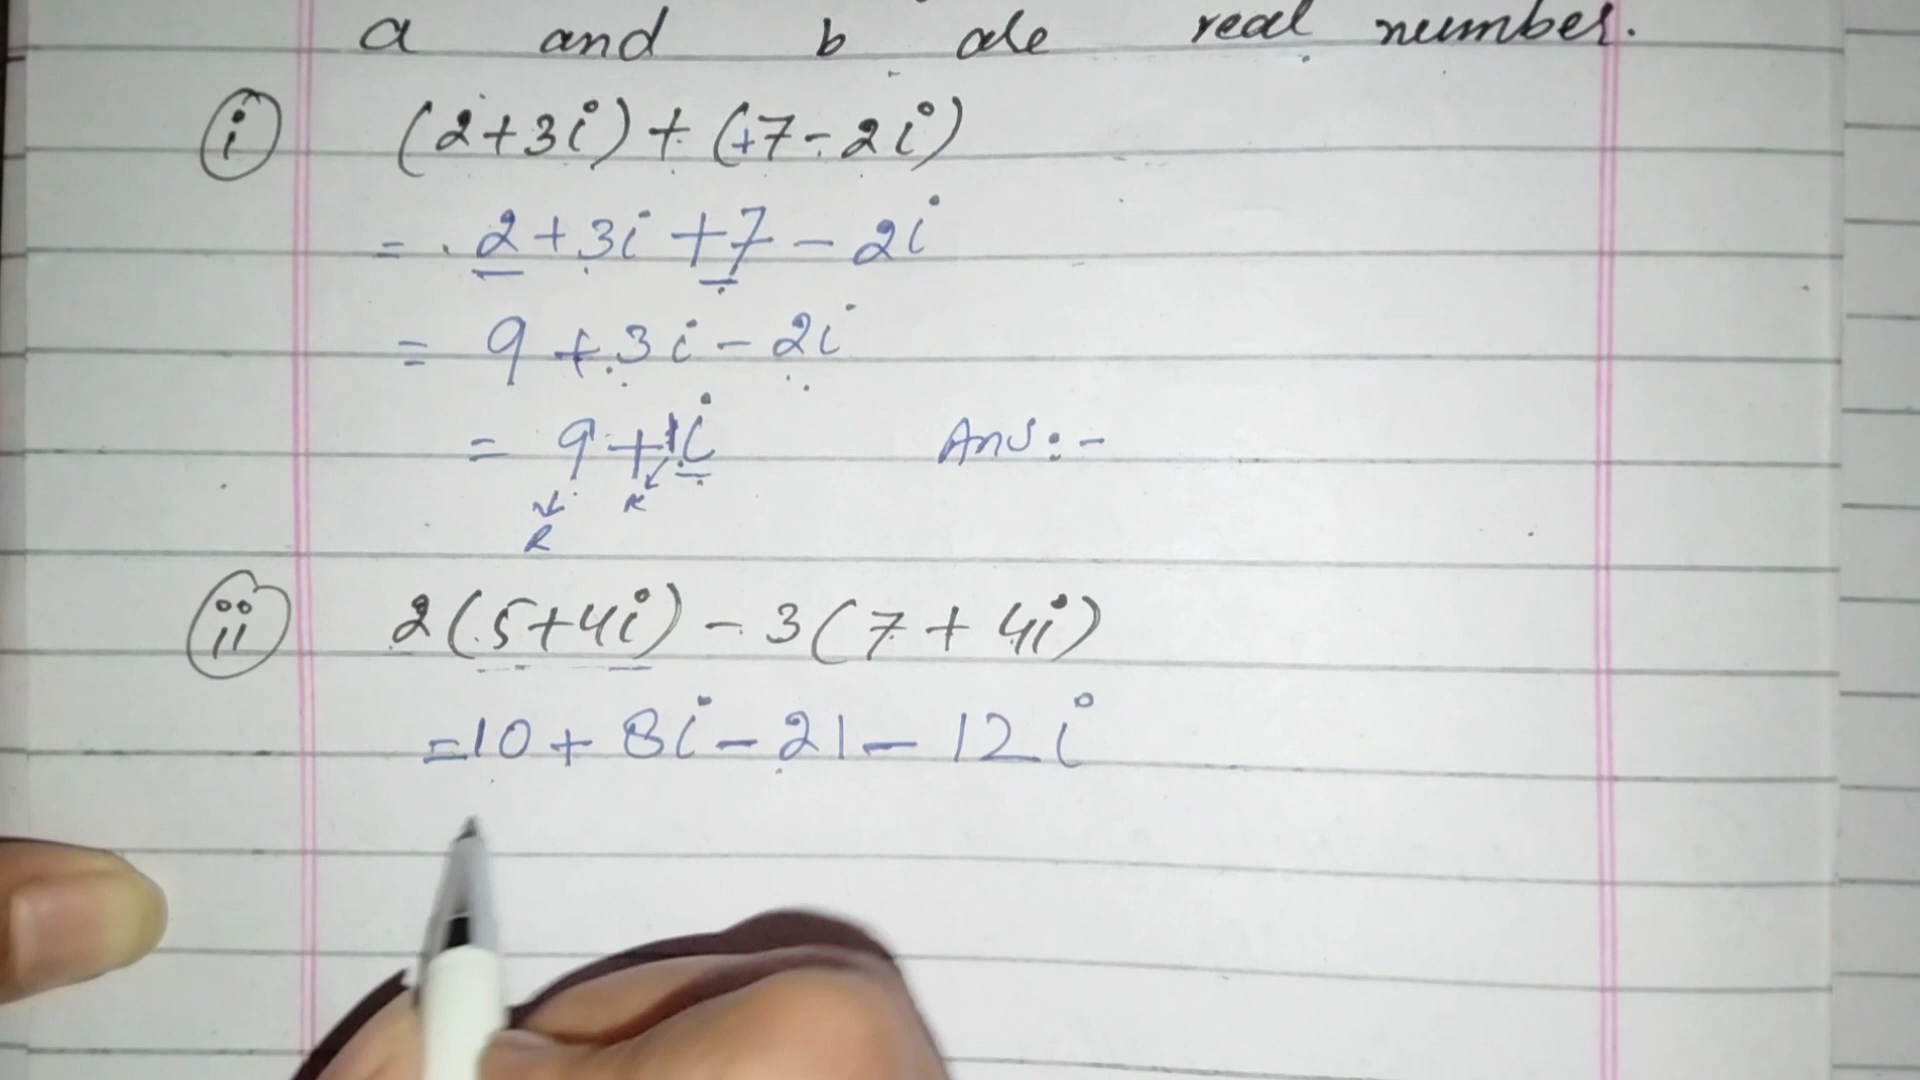 a and b are real number.
(i) (2+3i)+(+7-2i)
= 2+3i+7-2i
= 9+3i-2i
= 9+1i Ans:-
R R
(ii) 2(5+4i)-3(7+4i)
=10+8i-21-12i